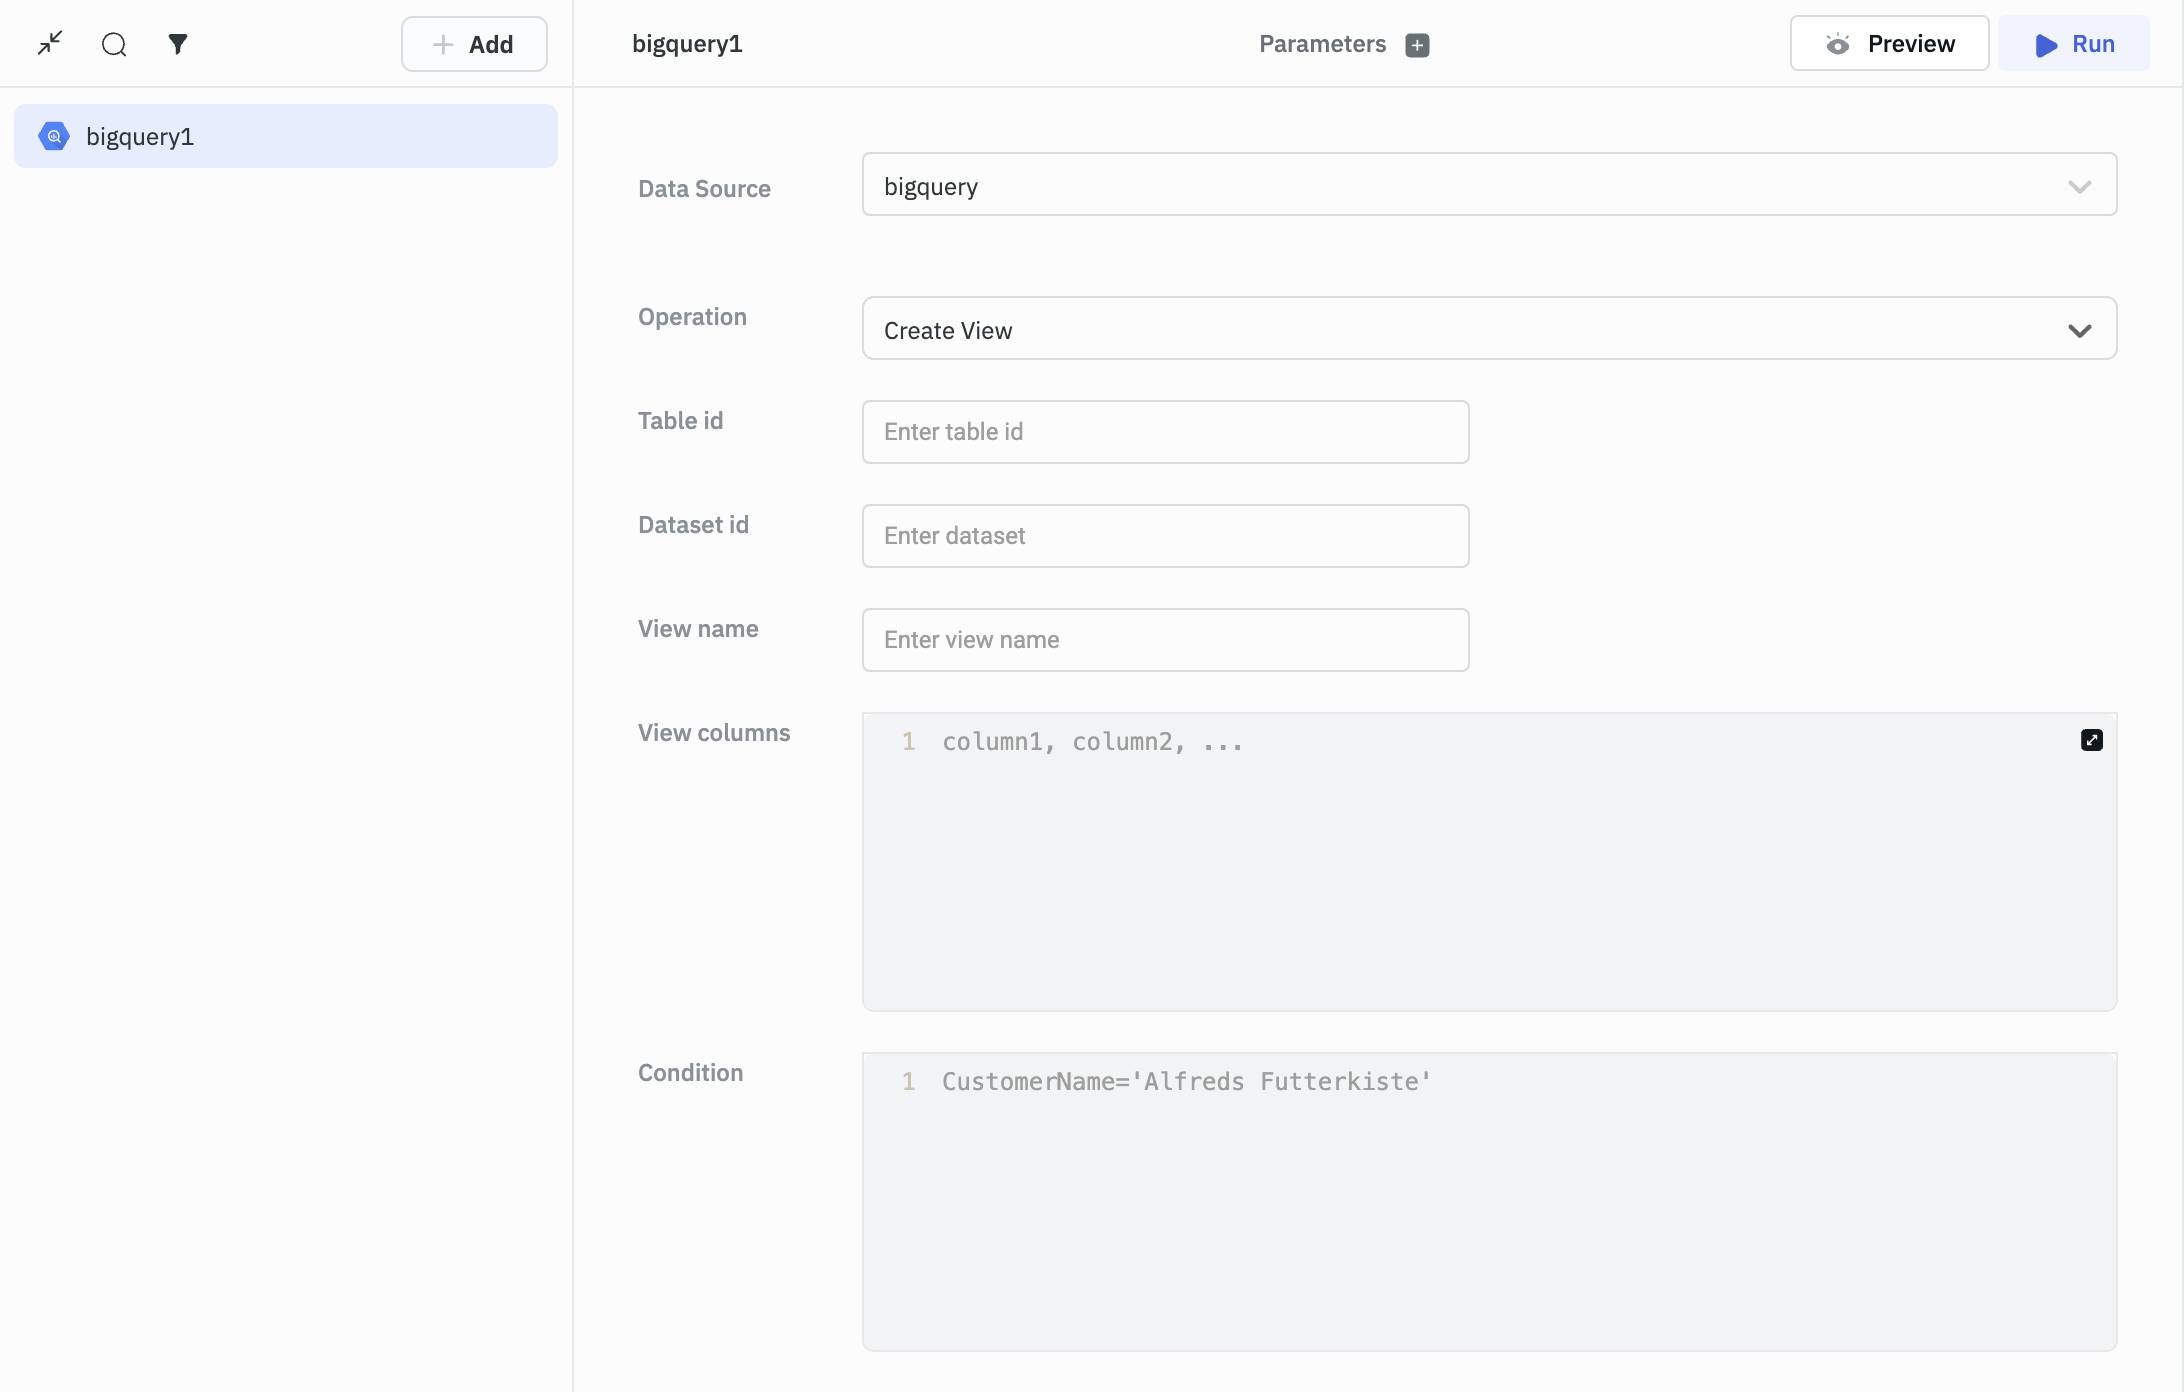 Add
bigquery1
bigquery1
Parameters
Preview
Run
Data Source
bigquery
Operation
Create View
Table id
Enter table id
Dataset id
Enter dataset
View name
Enter view name
View columns
1 column1, column2, ...
Condition
1 CustomerName='Alfreds Futterkiste'